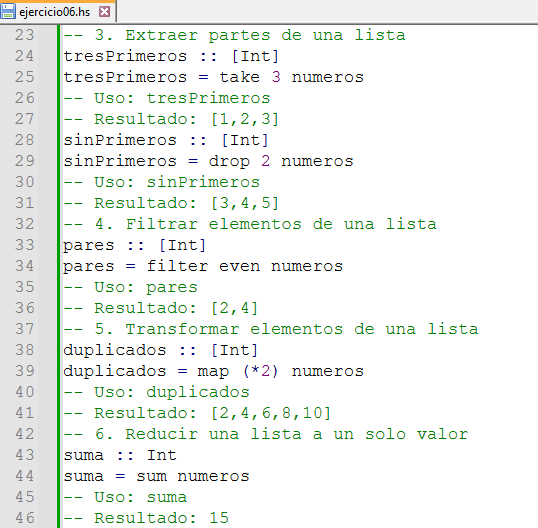 ejercicio06.hs
23 -- 3. Extraer partes de una lista
24 tresPrimeros :: [Int]
25 tresPrimeros = take 3 numeros
26 -- Uso: tresPrimeros
27 -- Resultado: [1,2,3]
28 sinPrimeros :: [Int]
29 sinPrimeros = drop 2 numeros
30 -- Uso: sinPrimeros
31 -- Resultado: [3,4,5]
32 -- 4. Filtrar elementos de una lista
33 pares :: [Int]
34 pares = filter even numeros
35 -- Uso: pares
36 -- Resultado: [2,4]
37 -- 5. Transformar elementos de una lista
38 duplicados :: [Int]
39 duplicados = map (*2) numeros
40 -- Uso: duplicados
41 -- Resultado: [2,4,6,8,10]
42 -- 6. Reducir una lista a un solo valor
43 suma :: Int
44 suma = sum numeros
45 -- Uso: suma
46 -- Resultado: 15